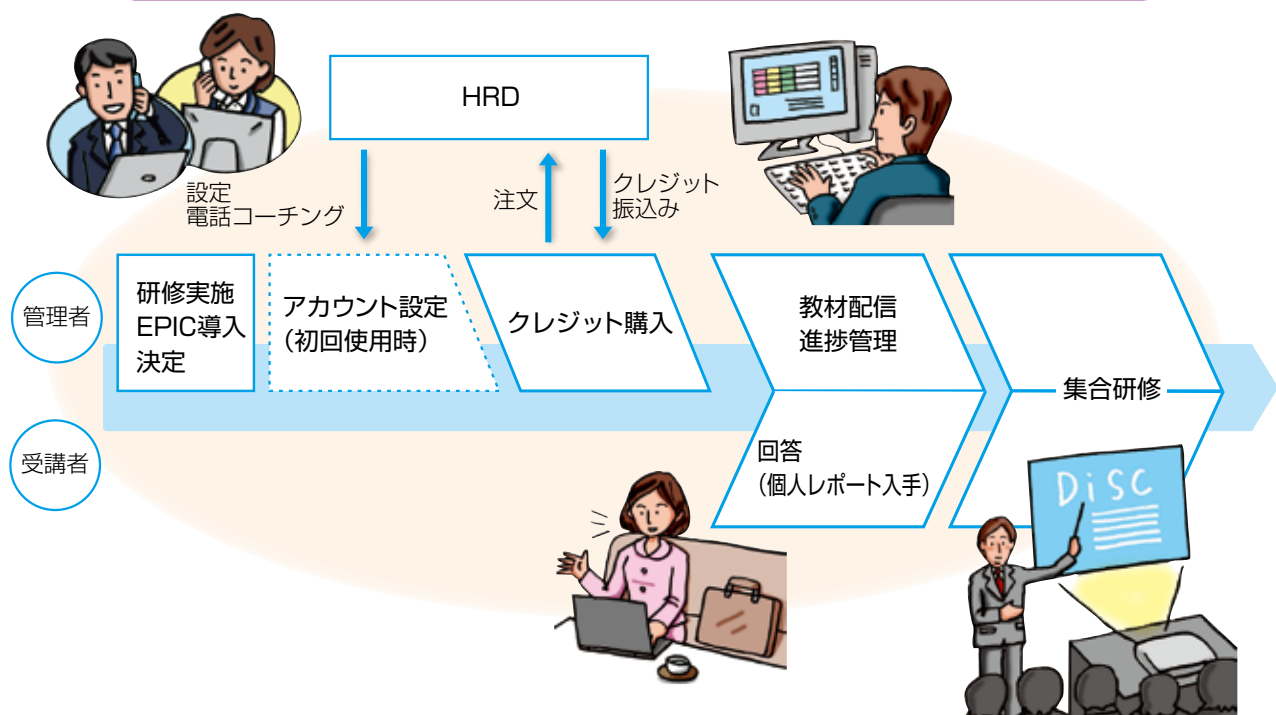 HRD
設定
電話コーチング
注文
クレジット
振込み
管理者
研修実施
EPIC導入
決定
アカウント設定
（初回使用時）
クレジット購入
教材配信
進捗管理
集合研修
受講者
回答
（個人レポート入手）
DiSC